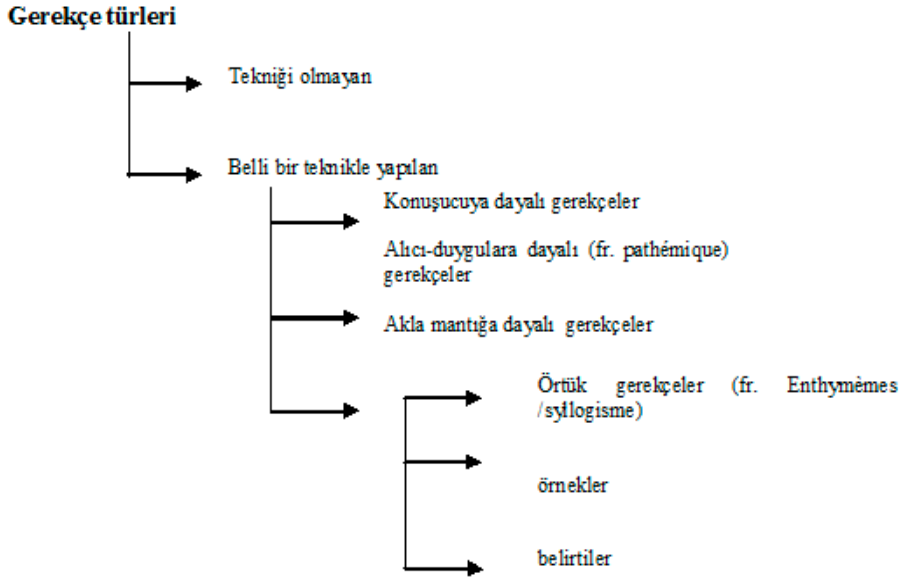 Gerekçe türleri
Tekniği olmayan
Belli bir teknikle yapılan
Konuşucuya dayalı gerekçeler
Alıcı-duygulara dayalı (fr. pathémique)
gerekçeler
Akla mantığa dayalı gerekçeler
Örtük gerekçeler (fr. Enthymèmes
/syllogisme)
örnekler
belirtiler